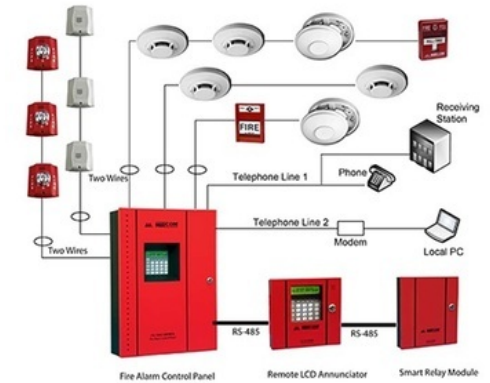 FIRE
Receiving
Station
Two Wires
Telephone Line 1
Phone
Two Wires
Telephone Line 2
Modem
Local PC
RS-485
RS-485
Fire Alarm Control Panel
Remote LCD Annunciator
Smart Relay Module